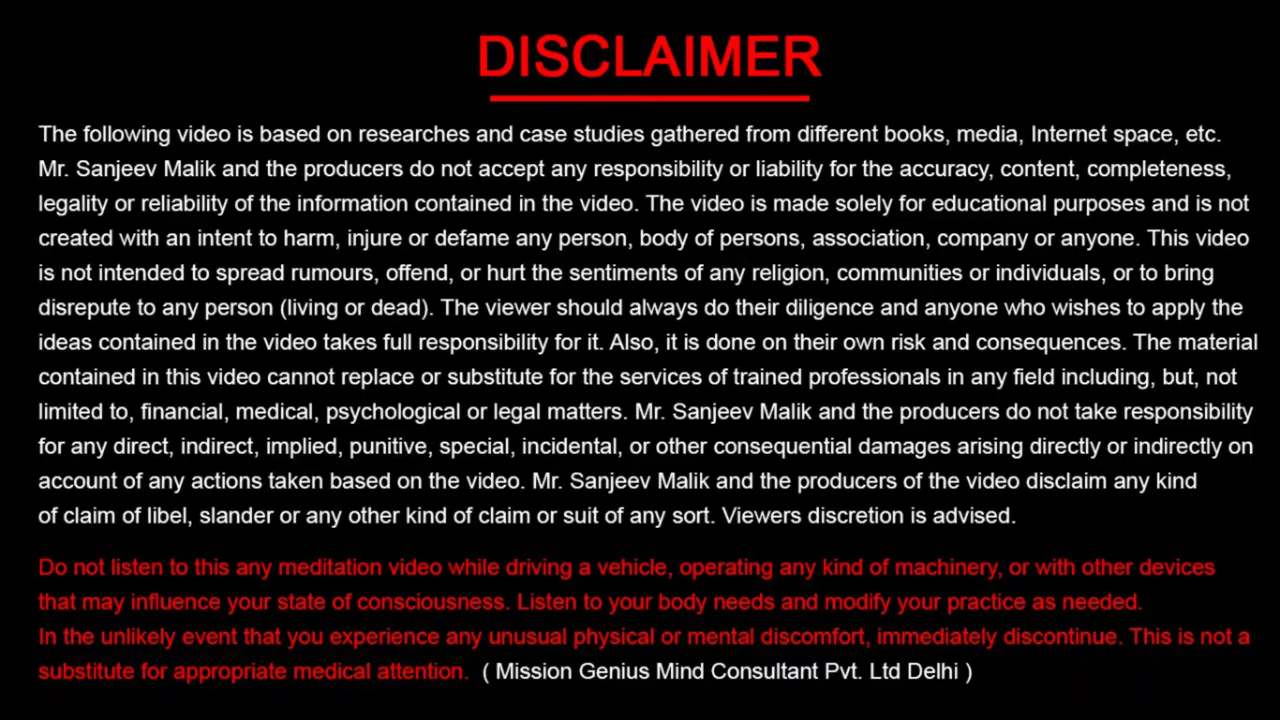 DISCLAIMER
The following video is based on researches and case studies gathered from different books, media, Internet space, etc.
Mr. Sanjeev Malik and the producers do not accept any responsibility or liability for the accuracy, content, completeness,
legality or reliability of the information contained in the video. The video is made solely for educational purposes and is not
created with an intent to harm, injure or defame any person, body of persons, association, company or anyone. This video
is not intended to spread rumours, offend, or hurt the sentiments of any religion, communities or individuals, or to bring
disrepute to any person (living or dead). The viewer should always do their diligence and anyone who wishes to apply the
ideas contained in the video takes full responsibility for it. Also, it is done on their own risk and consequences. The material
contained in this video cannot replace or substitute for the services of trained professionals in any field including, but, not
limited to, financial, medical, psychological or legal matters. Mr. Sanjeev Malik and the producers do not take responsibility
for any direct, indirect, implied, punitive, special, incidental, or other consequential damages arising directly or indirectly on
account of any actions taken based on the video. Mr. Sanjeev Malik and the producers of the video disclaim any kind
of claim of libel, slander or any other kind of claim or suit of any sort. Viewers discretion is advised.
Do not listen to this any meditation video while driving a vehicle, operating any kind of machinery, or with other devices
that may influence your state of consciousness. Listen to your body needs and modify your practice as needed.
In the unlikely event that you experience any unusual physical or mental discomfort, immediately discontinue. This is not a
substitute for appropriate medical attention. ( Mission Genius Mind Consultant Pvt. Ltd Delhi )